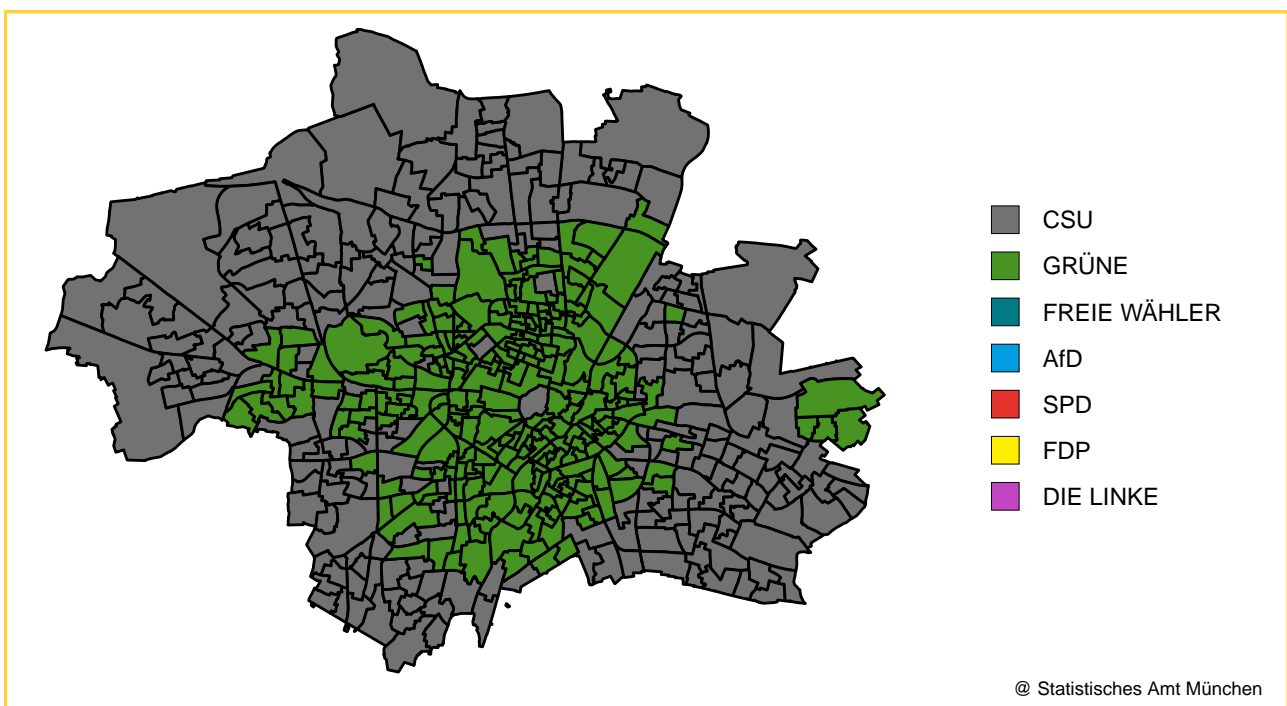 CSU
GRÜNE
FREIE WÄHLER
AfD
SPD
FDP
DIE LINKE
@ Statistisches Amt München